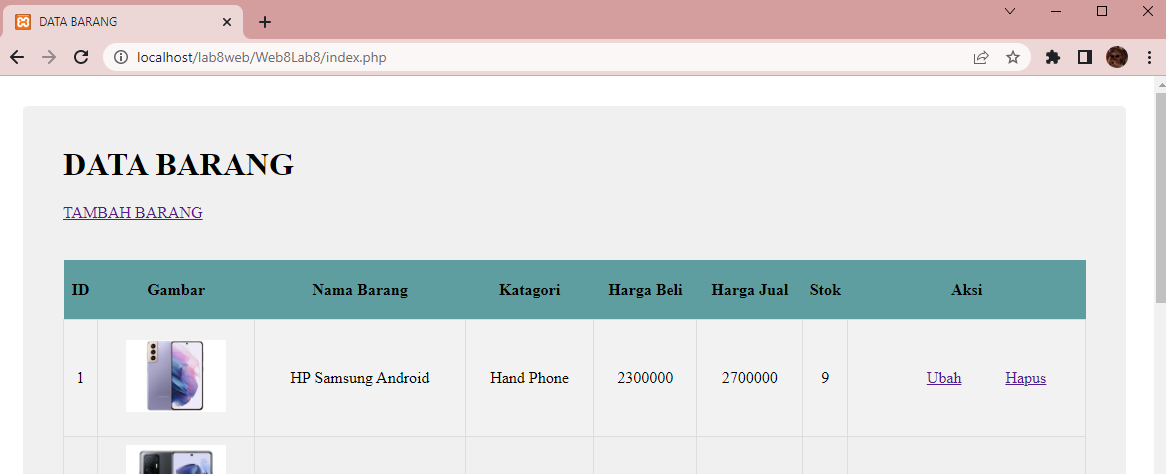 DATA BARANG
localhost/lab8web/Web8Lab8/index.php
DATA BARANG
TAMBAH BARANG
ID Gambar Nama Barang Katagori Harga Beli Harga Jual Stok Aksi
1 HP Samsung Android Hand Phone 2300000 2700000 9 Ubah Hapus